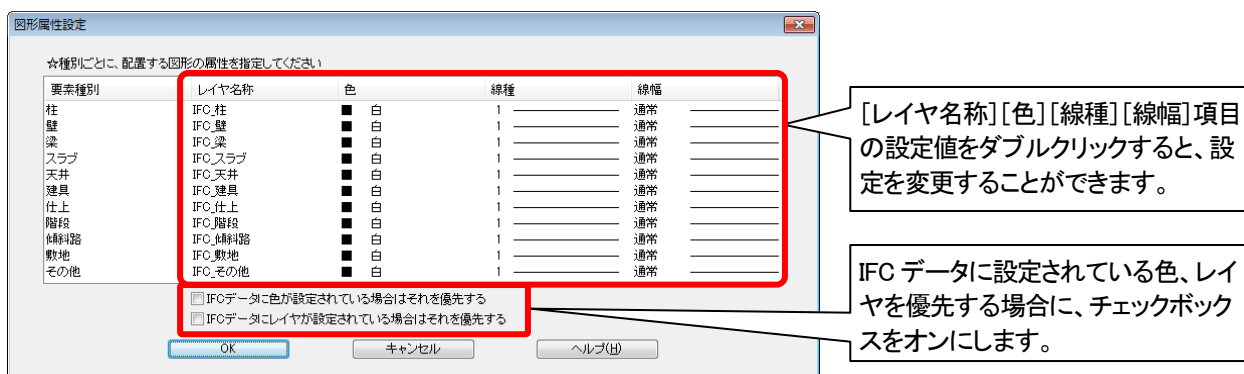 図形属性設定
☆種別ごとに、配置する図形の属性を指定してください
要素種別 レイヤ名称 色 線種 線幅
柱 IFC_柱 ■ 白 1 通常
壁 IFC_壁 ■ 白 1 通常
梁 IFC_梁 ■ 白 1 通常
スラブ IFC_スラブ ■ 白 1 通常
天井 IFC_天井 ■ 白 1 通常
建具 IFC_建具 ■ 白 1 通常
仕上 IFC_仕上 ■ 白 1 通常
階段 IFC_階段 ■ 白 1 通常
傾斜路 IFC_傾斜路 ■ 白 1 通常
敷地 IFC_敷地 ■ 白 1 通常
その他 IFC_その他 ■ 白 1 通常
IFCデータに色が設定されている場合はそれを優先する
IFCデータにレイヤが設定されている場合はそれを優先する
OK キャンセル ヘルプ(H)
[レイヤ名称][色][線種][線幅]項目
の設定値をダブルクリックすると、設
定を変更することができます。
IFC データに設定されている色、レイ
ヤを優先する場合に、チェックボック
スをオンにします。